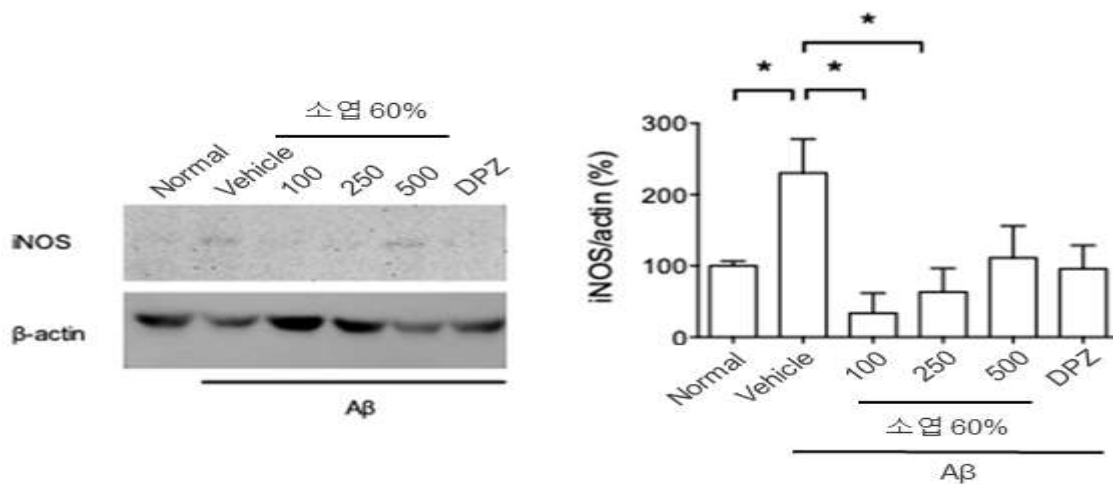 소엽 60%
Normal
Vehicle
100
250
500
DPZ
iNOS
β-actin
Aβ
*
* *
iNOS/actin (%)
300
200
100
0
Normal
Vehicle
100
250
500
DPZ
소엽 60%
Aβ